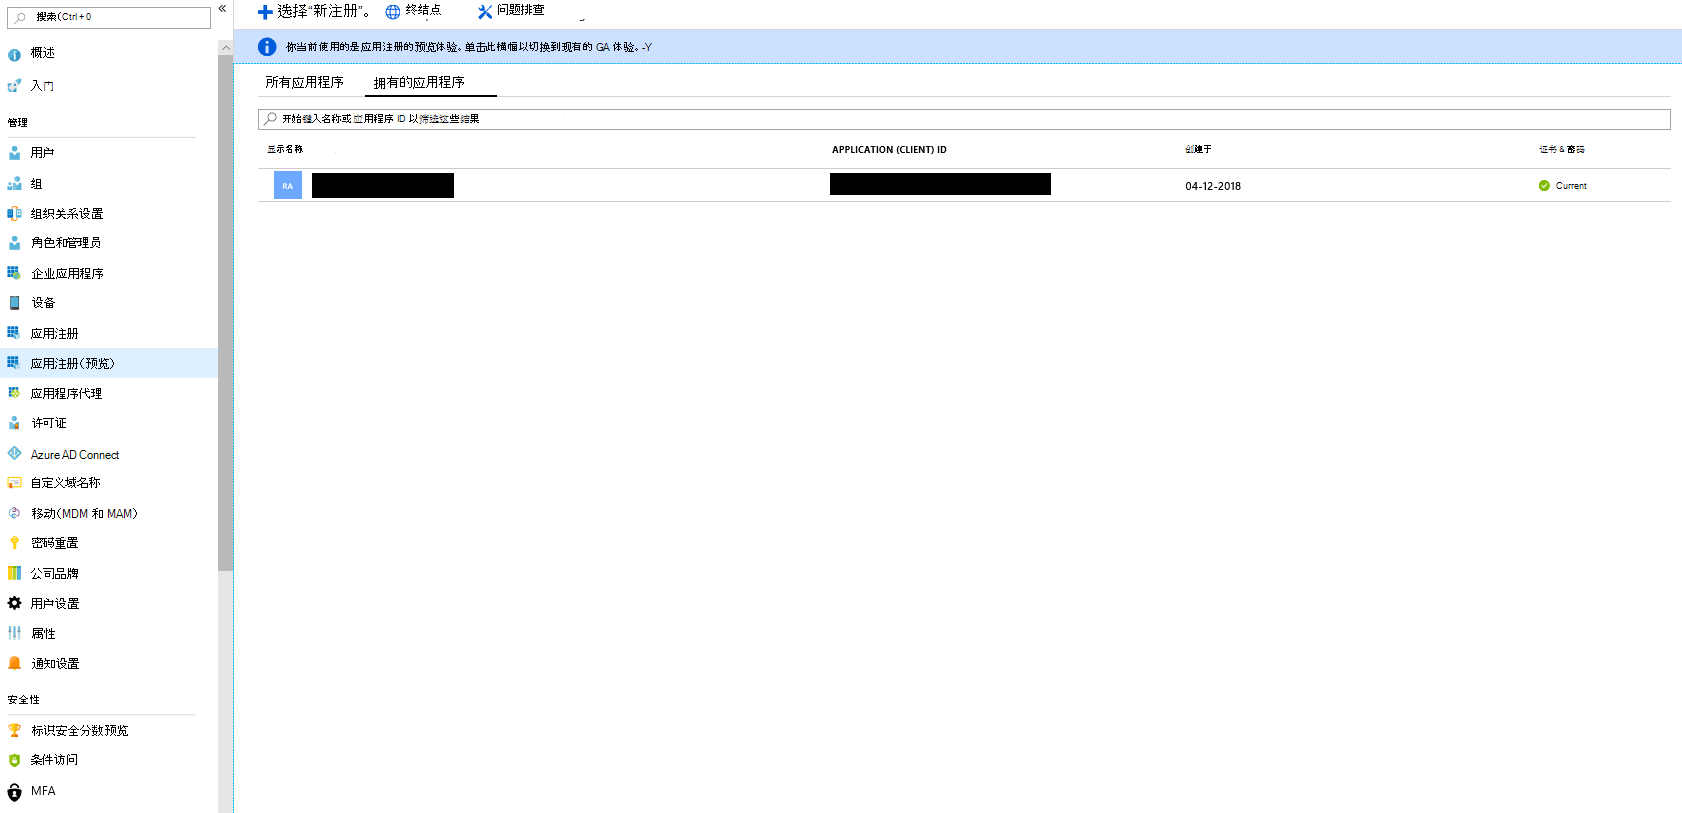 搜索(Ctrl + 0
«
概述
入门
管理
用户
组
组织关系设置
角色和管理员
企业应用程序
设备
应用注册
应用注册(预览)
应用程序代理
许可证
Azure AD Connect
自定义域名称
移动(MDM 和 MAM)
密码重置
公司品牌
用户设置
属性
通知设置
安全性
标识安全分数预览
条件访问
MFA
选择“新注册”。 终结点 问题排查
你当前使用的是应用注册的预览体验。单击此横幅以切换到现有的 GA 体验。-Y
所有应用程序 拥有的应用程序
开始键入名称或应用程序 ID 以筛选这些结果
显示名称 APPLICATION (CLIENT) ID 创建于 证书 & 密码
RA 04-12-2018 Current